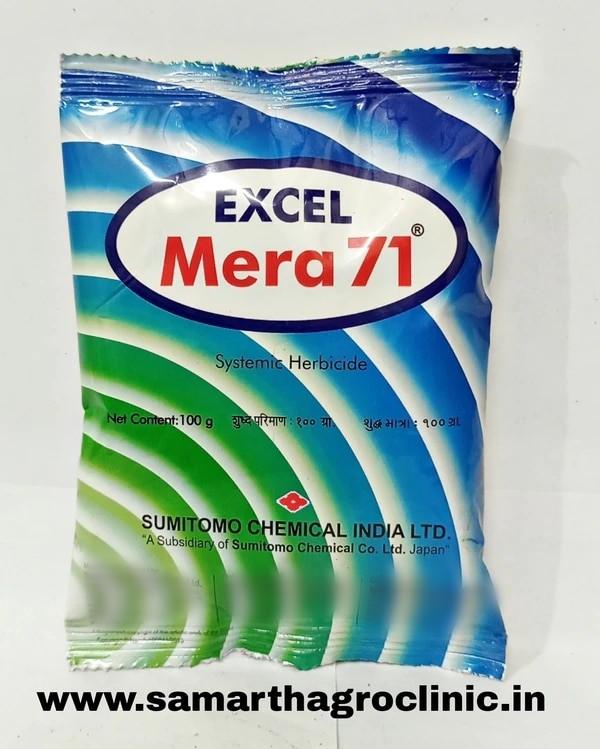 EXCEL
Mera 71®
Systemic Herbicide
Net Content:100 g शुध्द परिमाण : १०० ग्रा. શુદ્ધ માત્રા : ૧૦૦ ગ્રા.
SUMITOMO CHEMICAL INDIA LTD.
"A Subsidiary of Sumitomo Chemical Co. Ltd. Japan"
www.samarthagroclinic.in